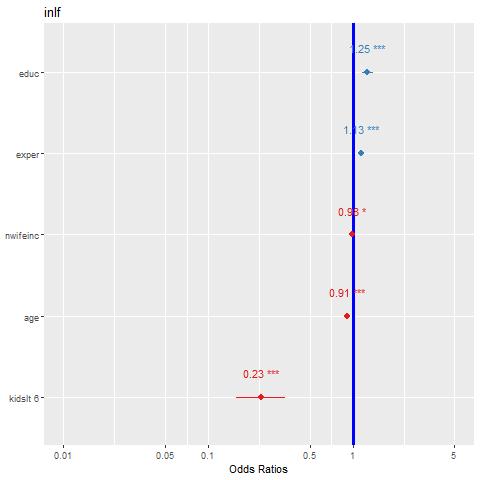 inlf
1.25 ***
educ
1.13 ***
exper
0.98 *
nwifeinc
0.91 ***
age
0.23 ***
kidslt 6
0.01 0.05 0.1 0.5 1 5
Odds Ratios